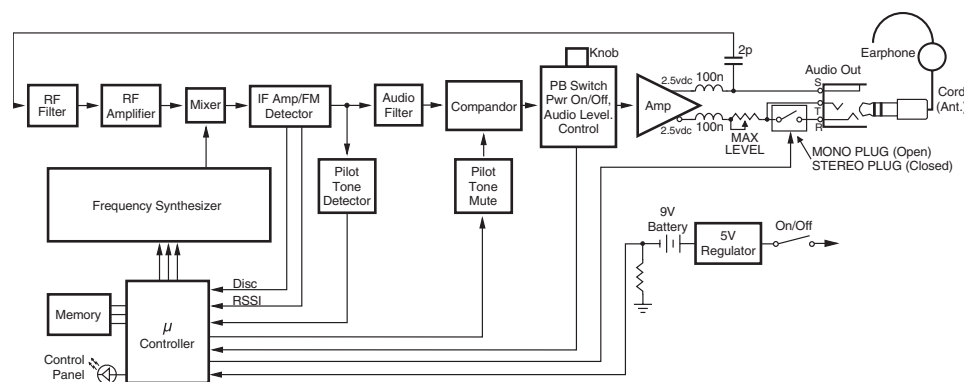 Knob
2p
Earphone
RF
Filter
RF
Amplifier
Mixer
IF Amp/FM
Detector
Audio
Filter
Compandor
PB Switch
Pwr On/Off,
Audio Level.
Control
Amp
2.5vdc
100n
2.5vdc
100n
MAX
LEVEL
Audio Out
S
T
R
Cord
(Ant.)
MONO PLUG (Open)
STEREO PLUG (Closed)
Frequency Synthesizer
Pilot
Tone
Detector
Pilot
Tone
Mute
9V
Battery
5V
Regulator
On/Off
Disc
RSSI
Memory
μ
Controller
Control
Panel